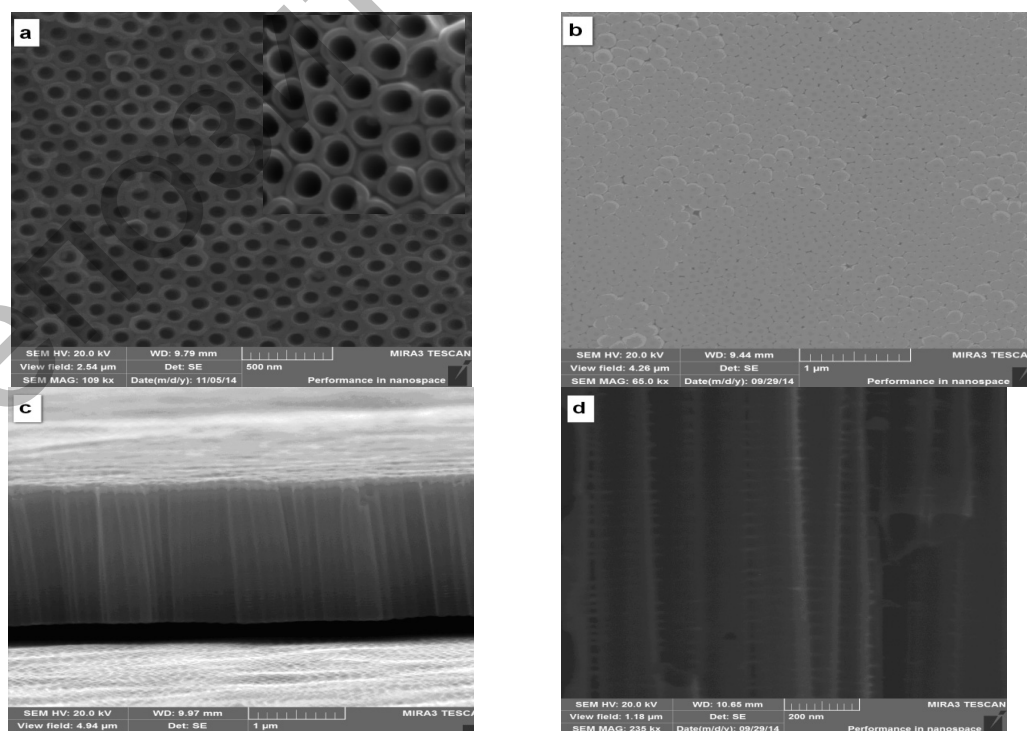 a
SEM HV: 20.0 kV WD: 9.79 mm MIRA3 TESCAN
View field: 2.54 µm Det: SE 500 nm
SEM MAG: 109 kx Date(m/d/y): 11/05/14 Performance in nanospace
b
SEM HV: 20.0 kV WD: 9.44 mm MIRA3 TESCAN
View field: 4.26 µm Det: SE 1 µm
SEM MAG: 65.0 kx Date(m/d/y): 09/29/14 Performance in nanospace
c
SEM HV: 20.0 kV WD: 9.97 mm MIRA3 TESCAN
View field: 4.94 µm Det: SE 1 µm
d
SEM HV: 20.0 kV WD: 10.65 mm MIRA3 TESCAN
View field: 1.18 µm Det: SE 200 nm
SEM MAG: 235 kx Date(m/d/y): 09/29/14 Performance in nanospace